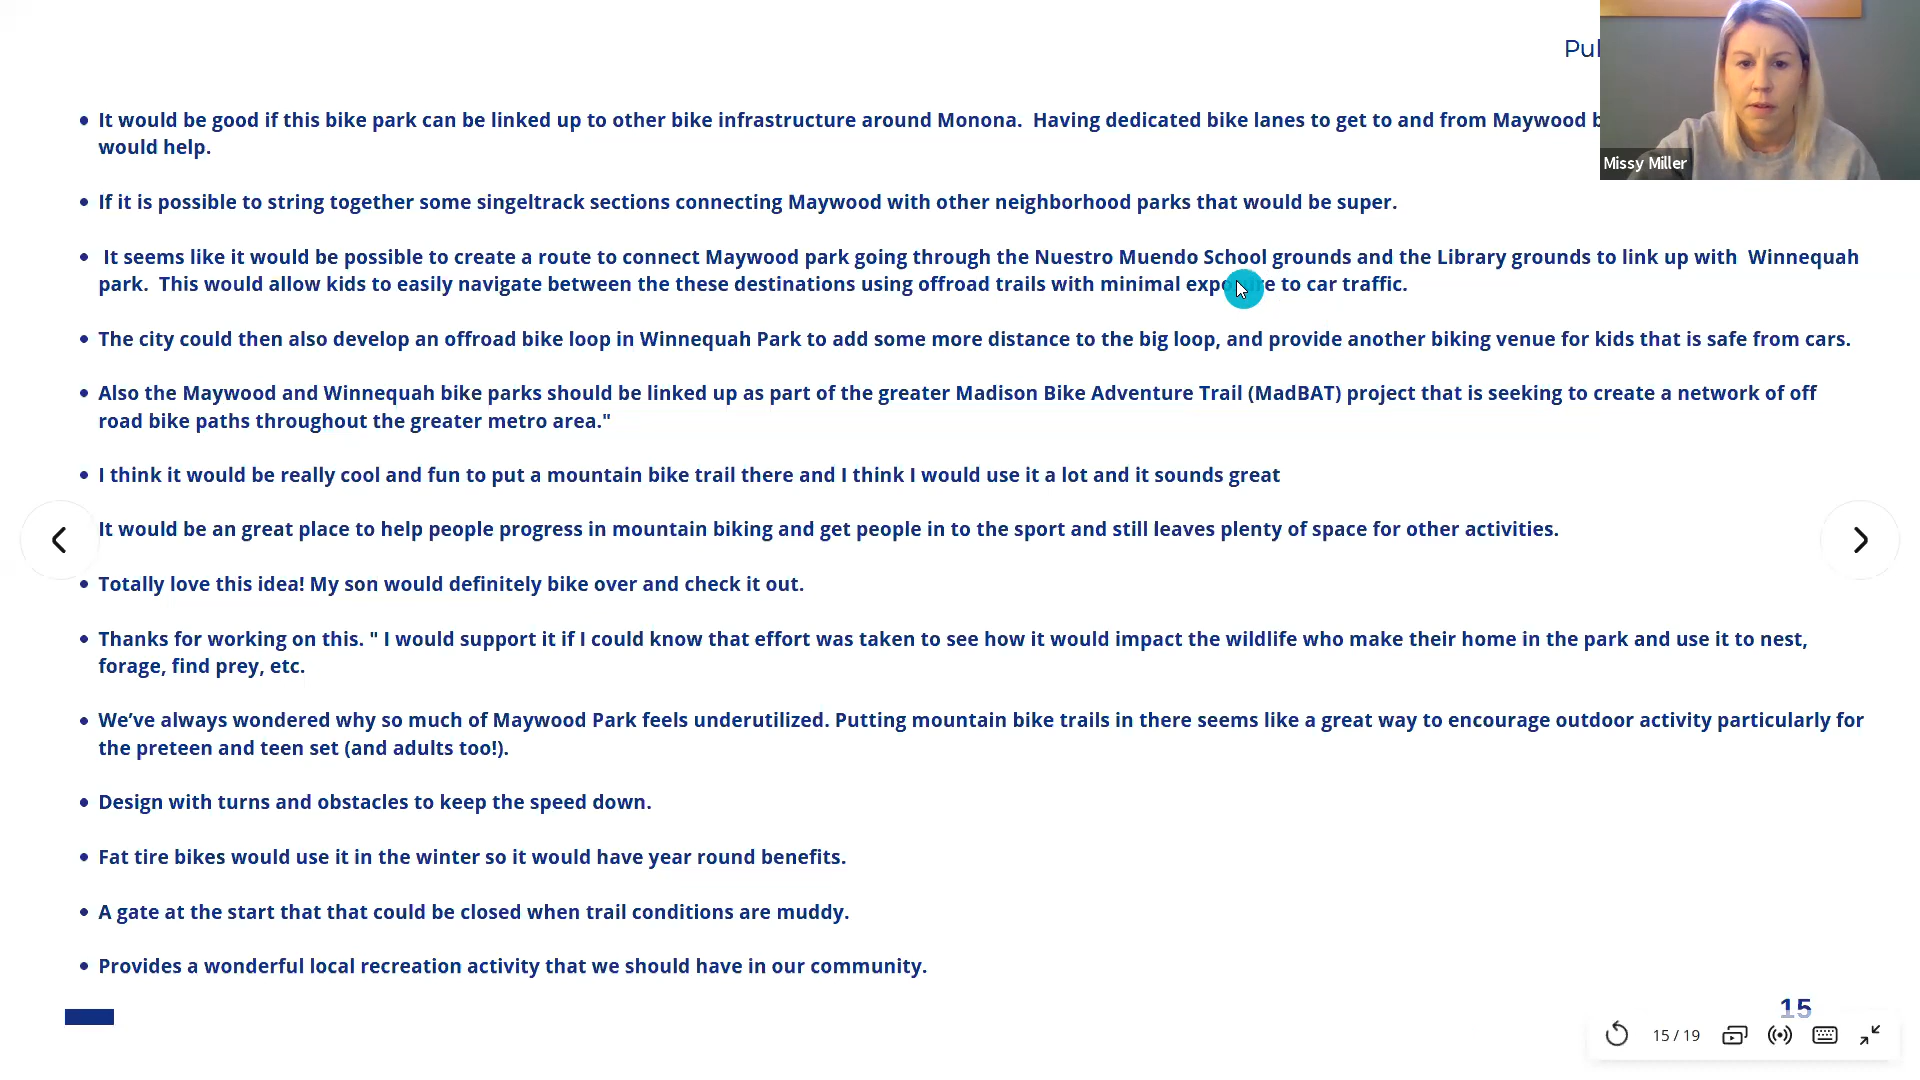 Pu
It would be good if this bike park can be linked up to other bike infrastructure around Monona.  Having dedicated bike lanes to get to and from Maywood
would help.
Missy Miller
If it is possible to string together some singeltrack sections connecting Maywood with other neighborhood parks that would be super.
It seems like it would be possible to create a route to connect Maywood park going through the Nuestro Muendo School grounds and the Library grounds to link up with  Winnequah
park.  This would allow kids to easily navigate between the these destinations using offroad trails with minimal expo e to car traffic.
The city could then also develop an offroad bike loop in Winnequah Park to add some more distance to the big loop, and provide another biking venue for kids that is safe from cars.
Also the Maywood and Winnequah bike parks should be linked up as part of the greater Madison Bike Adventure Trail (MadBAT) project that is seeking to create a network of off
road bike paths throughout the greater metro area."
I think it would be really cool and fun to put a mountain bike trail there and I think I would use it a lot and it sounds great
It would be an great place to help people progress in mountain biking and get people in to the sport and still leaves plenty of space for other activities.
Totally love this idea! My son would definitely bike over and check it out.
Thanks for working on this. " I would support it if I could know that effort was taken to see how it would impact the wildlife who make their home in the park and use it to nest,
forage, find prey, etc.
We’ve always wondered why so much of Maywood Park feels underutilized. Putting mountain bike trails in there seems like a great way to encourage outdoor activity particularly for
the preteen and teen set (and adults too!).
Design with turns and obstacles to keep the speed down.
Fat tire bikes would use it in the winter so it would have year round benefits.
A gate at the start that that could be closed when trail conditions are muddy.
Provides a wonderful local recreation activity that we should have in our community.
15
15 / 19